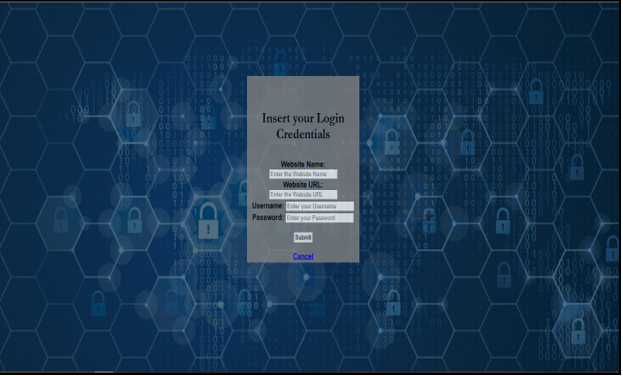 Insert your Login
Credentials
Website Name:
Enter the Website Name
Website URL:
Enter the Website URL
Username: Enter your Username
Password: Enter your Password
Submit
Cancel